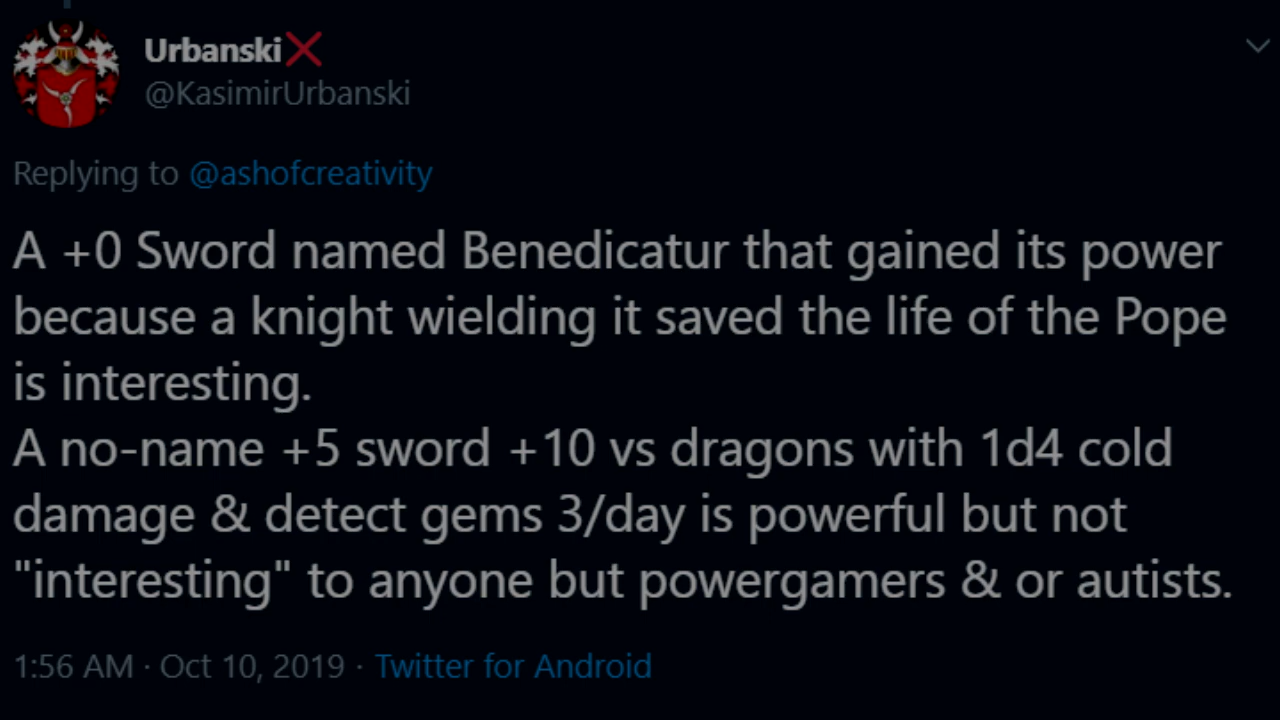 Urbanski❌
@KasimirUrbanski
Replying to @ashofcreativity
A +0 Sword named Benedicatur that gained its power
because a knight wielding it saved the life of the Pope
is interesting.
A no-name +5 sword +10 vs dragons with 1d4 cold
damage & detect gems 3/day is powerful but not
"interesting" to anyone but powergamers & or autists.
1:56 AM · Oct 10, 2019 · Twitter for Android